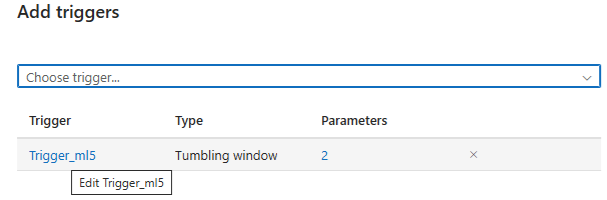 Add triggers
Choose trigger...
Trigger Type Parameters
Trigger_ml5 Tumbling window 2 ×
Edit Trigger_ml5